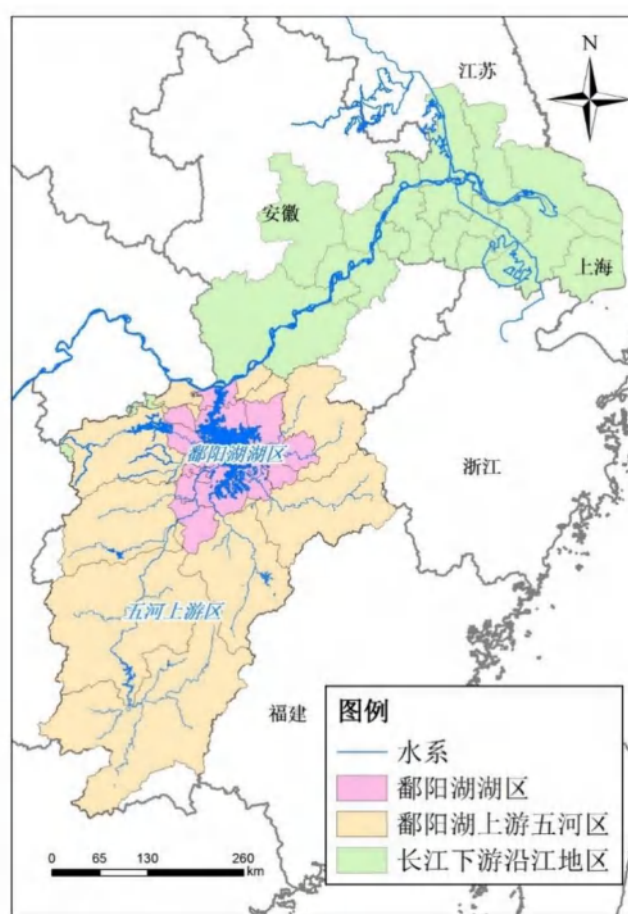 N
江苏
安徽
上海
鄱阳湖湖区
浙江
五河上游区
福建
图例
水系
鄱阳湖湖区
鄱阳湖上游五河区
长江下游沿江地区
0 65 130 260
km